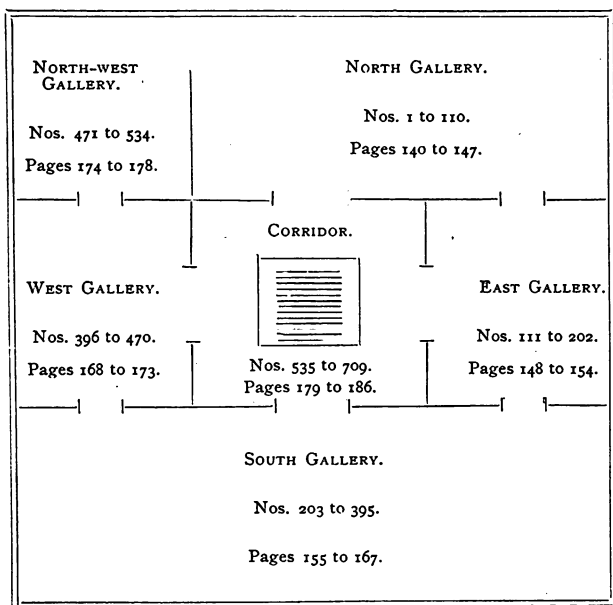 North-west
Gallery.
Nos. 471 to 534.
Pages 174 to 178.
North Gallery.
Nos. 1 to 110.
Pages 140 to 147.
Corridor.
West Gallery.
Nos. 396 to 470.
Pages 168 to 173.
Nos. 535 to 709.
Pages 179 to 186.
East Gallery.
Nos. 111 to 202.
Pages 148 to 154.
South Gallery.
Nos. 203 to 395.
Pages 155 to 167.